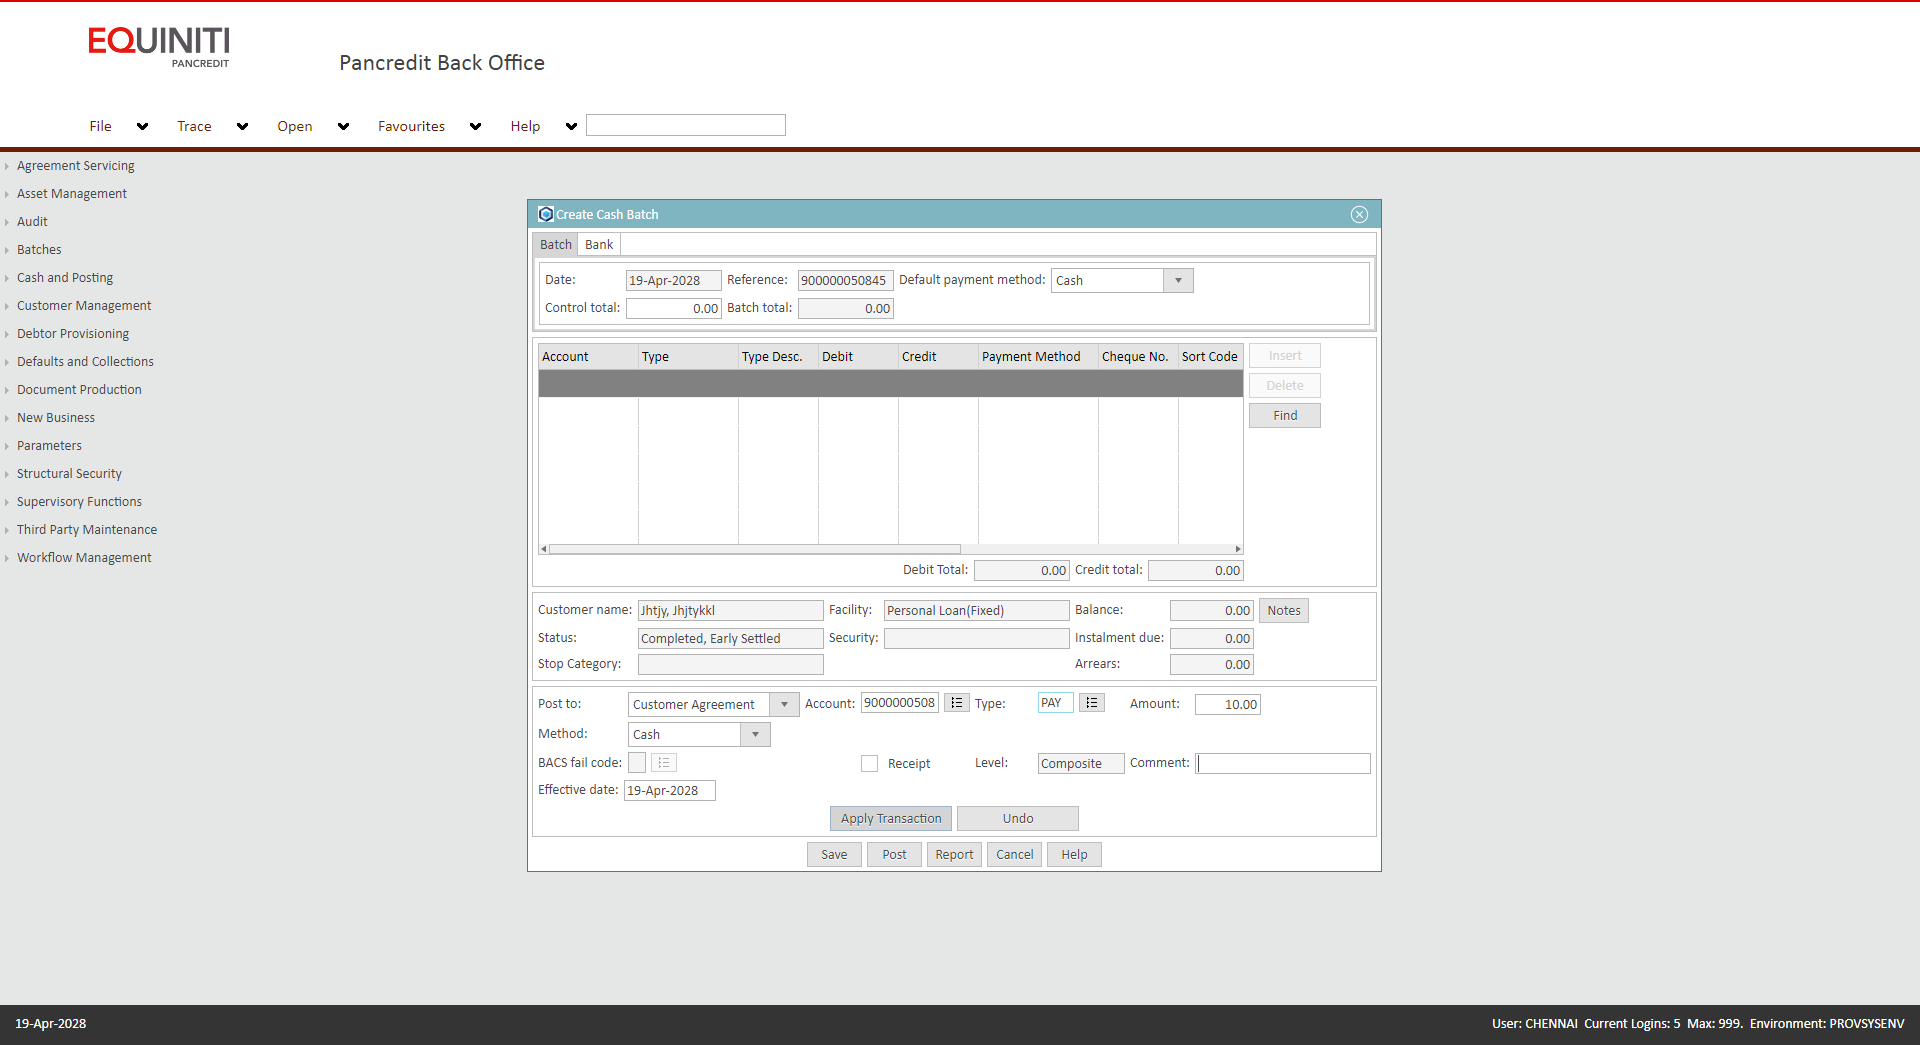 EQUINITI
PANCREDIT
Pancredit Back Office
File Trace Open Favourites Help
Agreement Servicing
Asset Management
Audit
Batches
Cash and Posting
Customer Management
Debtor Provisioning
Defaults and Collections
Document Production
New Business
Parameters
Structural Security
Supervisory Functions
Third Party Maintenance
Workflow Management
Create Cash Batch
Batch Bank
Date: 19-Apr-2028 Reference: 900000050845 Default payment method: Cash
Control total: 0.00 Batch total: 0.00
Account Type Type Desc. Debit Credit Payment Method Cheque No. Sort Code
Insert
Delete
Find
Debit Total: 0.00 Credit total: 0.00
Customer name: Jhtjy, Jhjtykkl Facility: Personal Loan(Fixed) Balance: 0.00 Notes
Status: Completed, Early Settled Security: Instalment due: 0.00
Stop Category: Arrears: 0.00
Post to: Customer Agreement Account: 9000000508 Type: PAY Amount: 10.00
Method: Cash
BACS fail code: Receipt Level: Composite Comment:
Effective date: 19-Apr-2028
Apply Transaction Undo
Save Post Report Cancel Help
19-Apr-2028 User: CHENNAI Current Logins: 5 Max: 999. Environment: PROVSYSENV